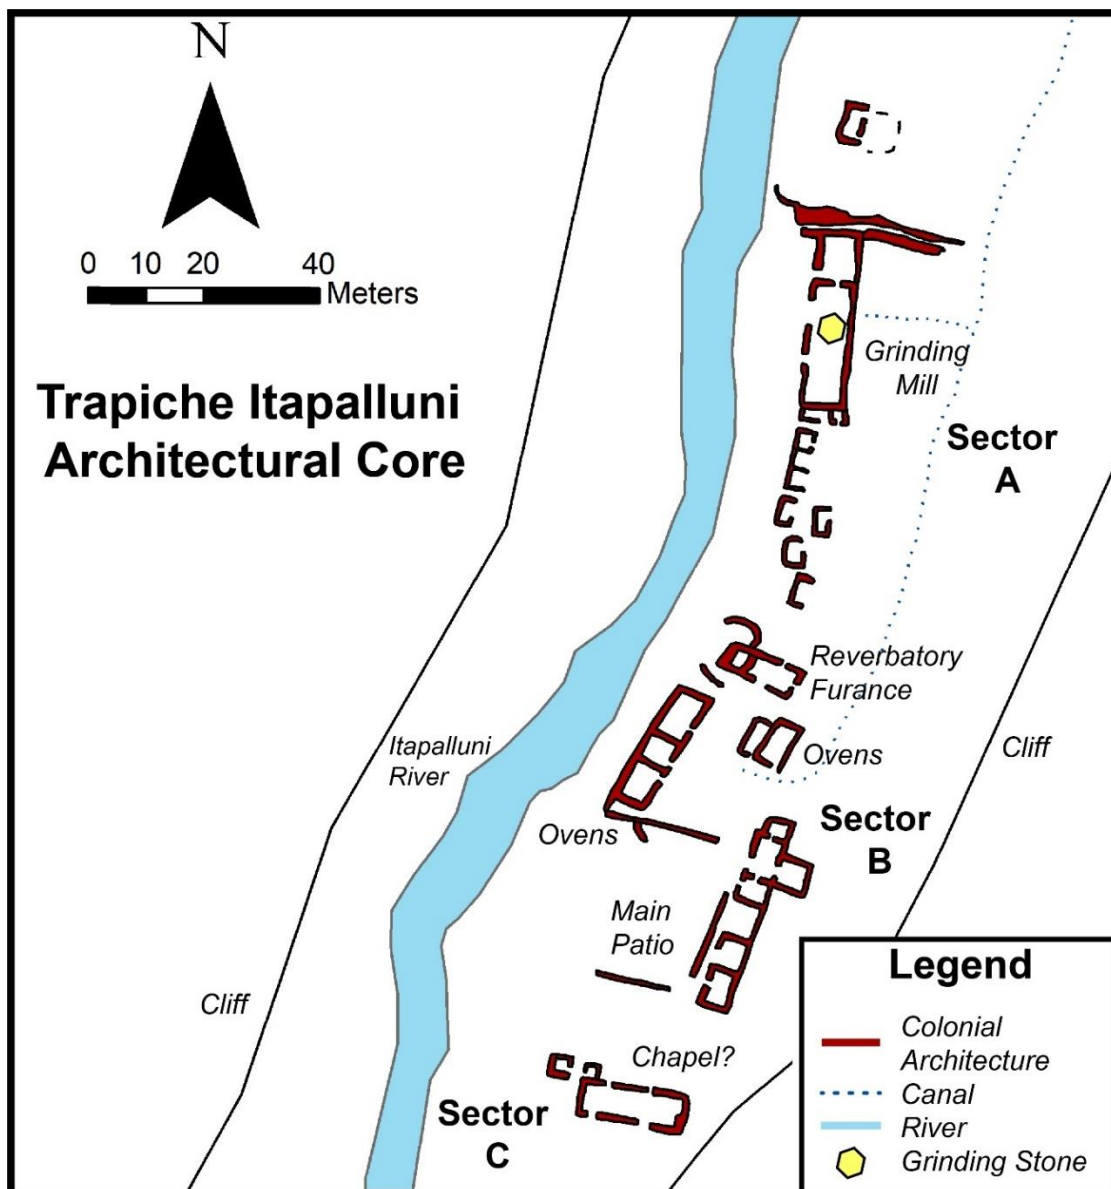 N
0 10 20 40
Meters
Trapiche Itapalluni
Architectural Core
Grinding
Mill
Sector
A
Reverbatory
Furance
Itapalluni
River
Ovens
Cliff
Ovens
Sector
B
Main
Patio
Cliff
Chapel?
Sector
C
Legend
Colonial
Architecture
Canal
River
Grinding Stone